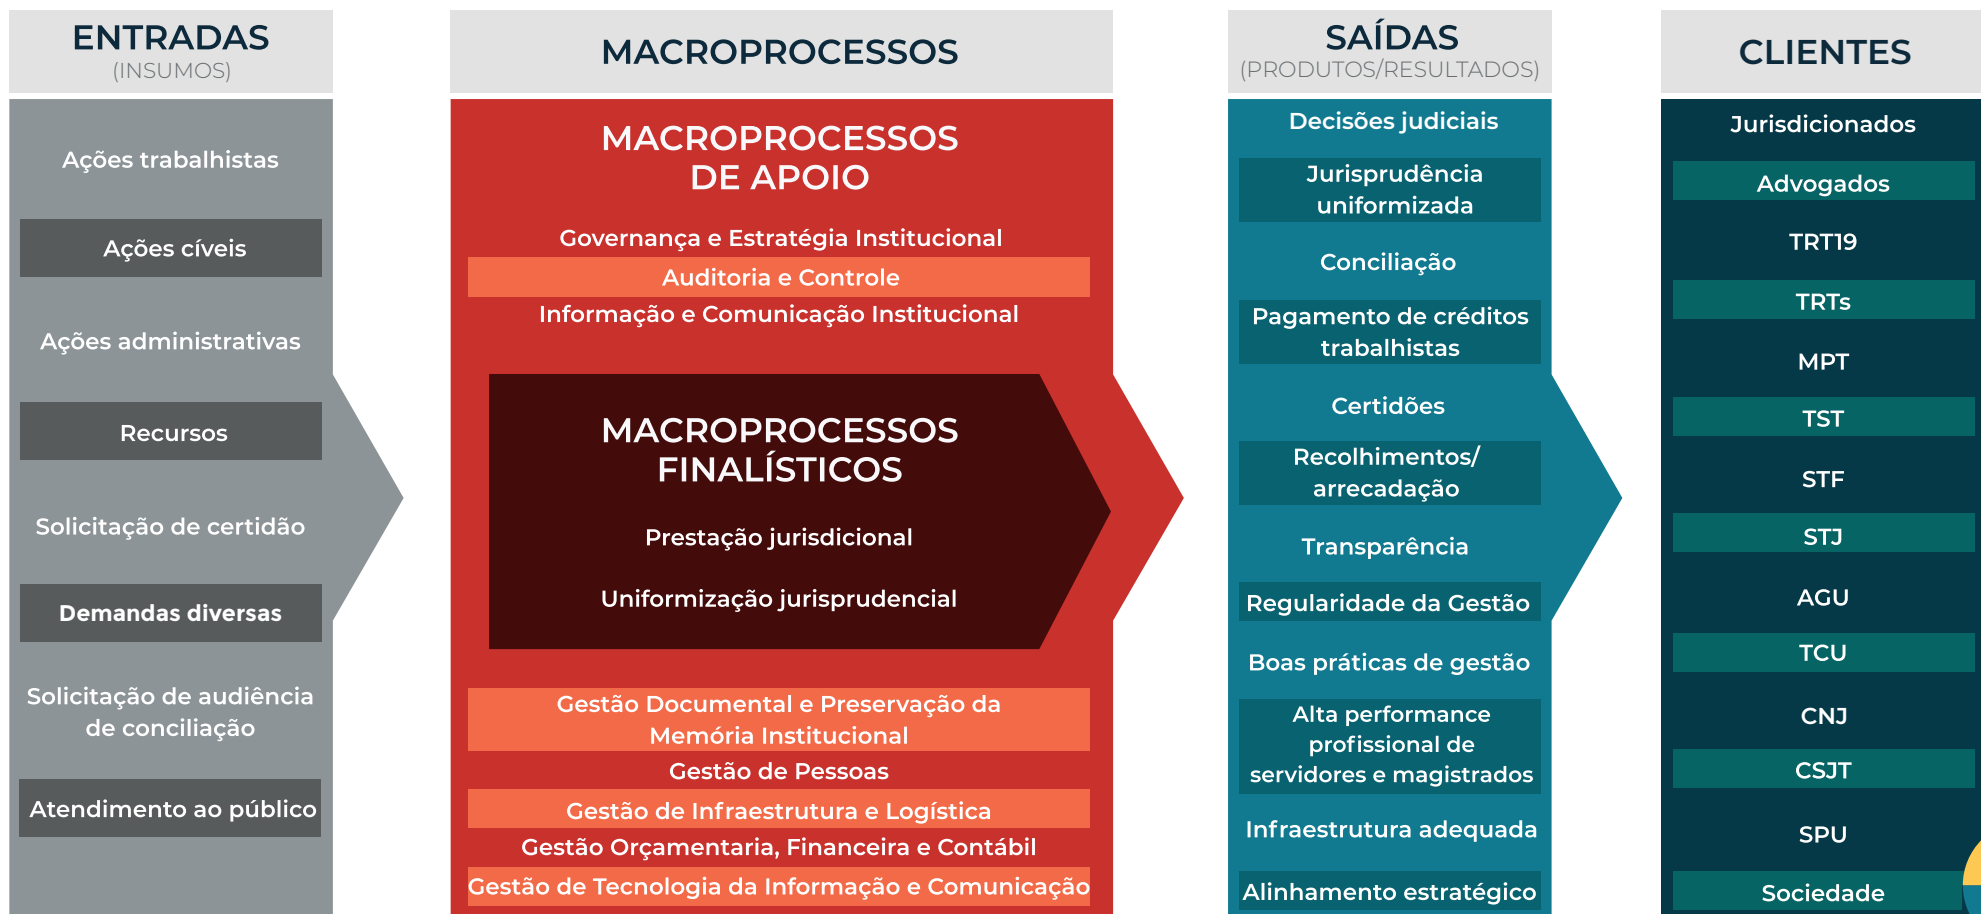 ENTRADAS
(INSUMOS)
Ações trabalhistas
Ações cíveis
Ações administrativas
Recursos
Solicitação de certidão
Demandas diversas
Solicitação de audiência
de conciliação
Atendimento ao público
MACROPROCESSOS
MACROPROCESSOS
DE APOIO
Governança e Estratégia Institucional
Auditoria e Controle
Informação e Comunicação Institucional
MACROPROCESSOS
FINALÍSTICOS
Prestação jurisdicional
Uniformização jurisprudencial
Gestão Documental e Preservação da
Memória Institucional
Gestão de Pessoas
Gestão de Infraestrutura e Logística
Gestão Orçamentaria, Financeira e Contábil
Gestão de Tecnologia da Informação e Comunicação
SAÍDAS
(PRODUTOS/RESULTADOS)
Decisões judiciais
Jurisprudência
uniformizada
Conciliação
Pagamento de créditos
trabalhistas
Certidões
Recolhimentos/
arrecadação
Transparência
Regularidade da Gestão
Boas práticas de gestão
Alta performance
profissional de
servidores e magistrados
Infraestrutura adequada
Alinhamento estratégico
CLIENTES
Jurisdicionados
Advogados
TRT19
TRTs
MPT
TST
STF
STJ
AGU
TCU
CNJ
CSJT
SPU
Sociedade